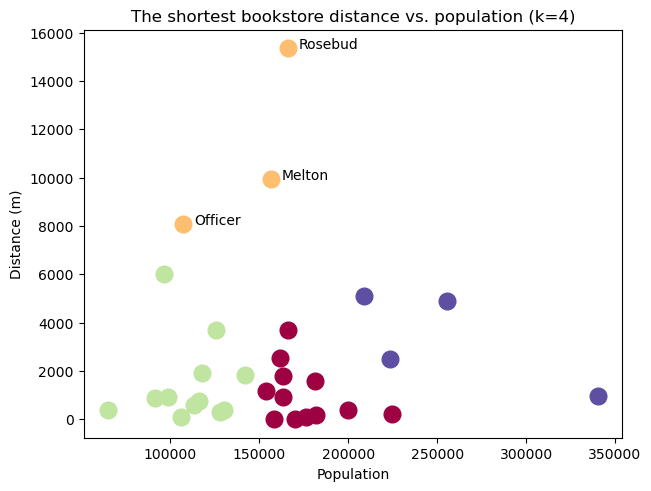 The shortest bookstore distance vs. population (k=4)
16000
14000
12000
10000
8000
6000
4000
2000
0
Distance (m)
Rosebud
Melton
Officer
100000 150000 200000 250000 300000 350000
Population